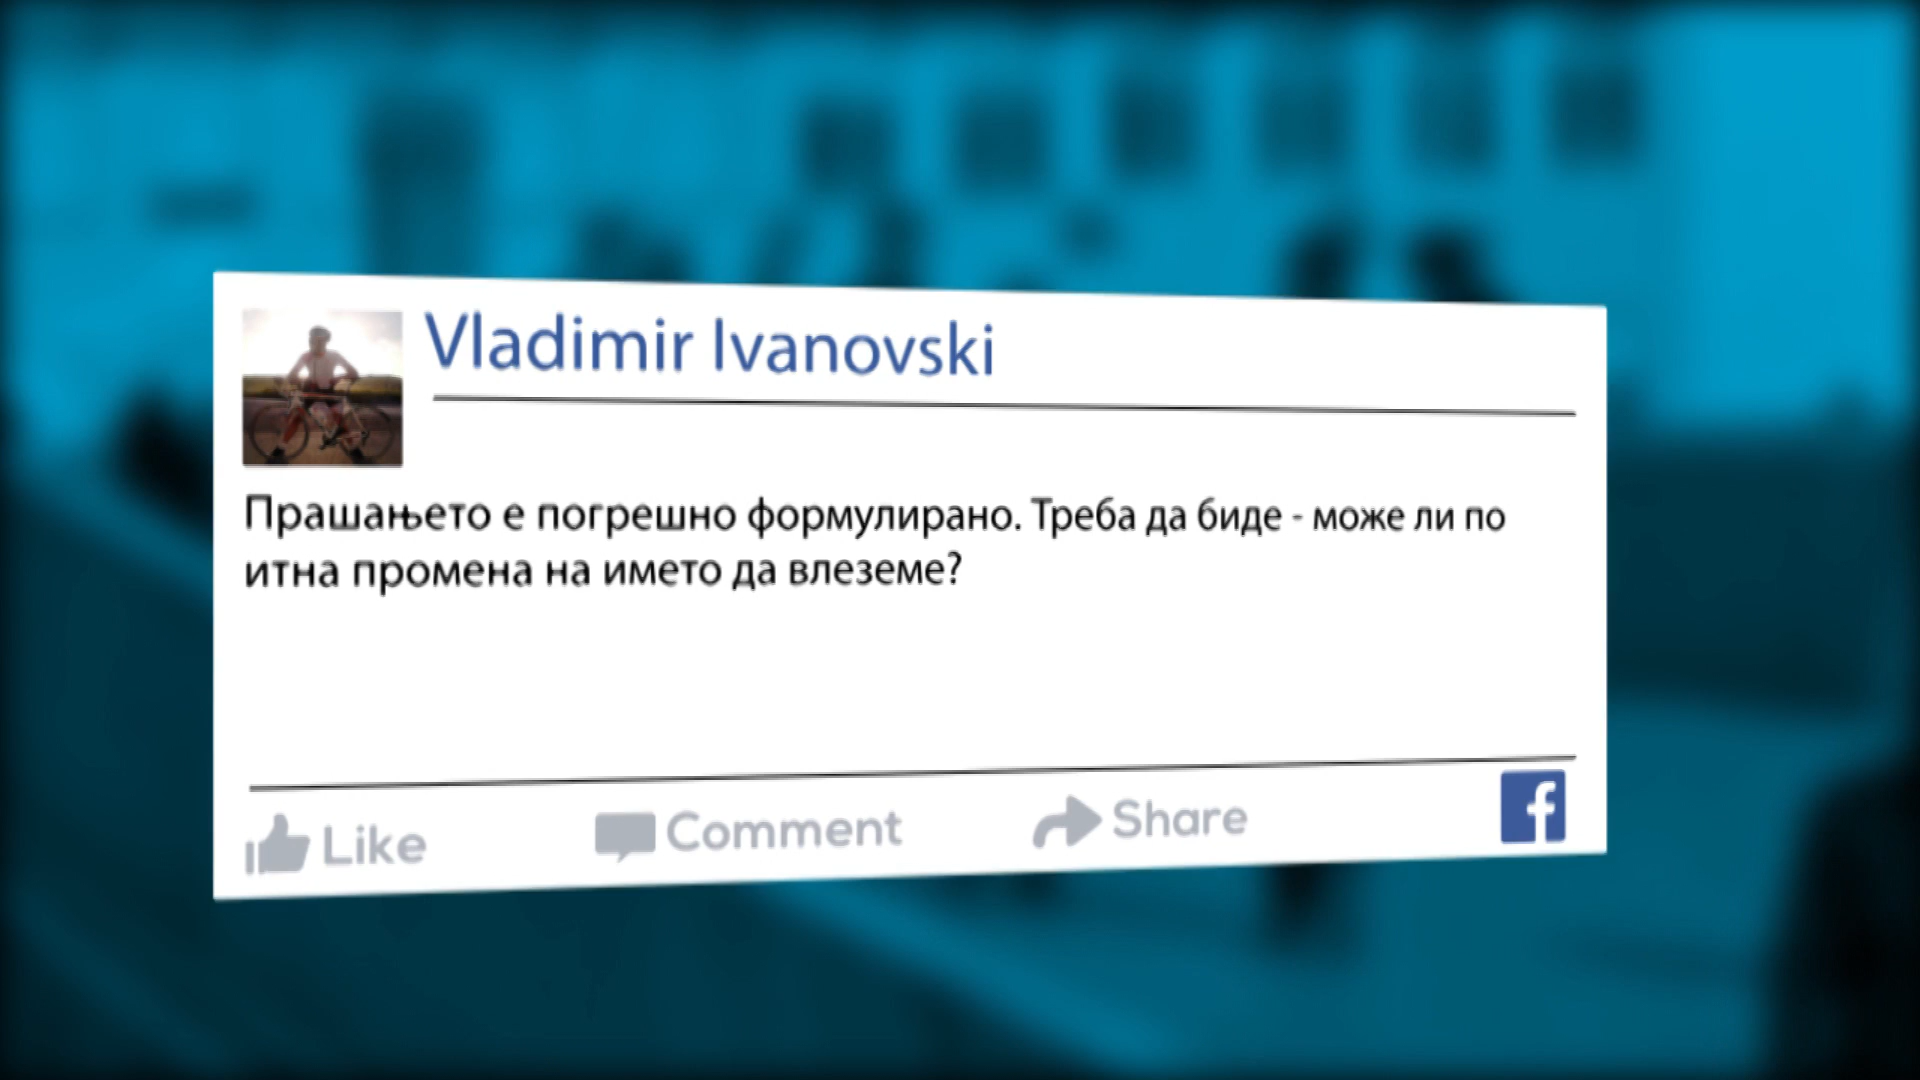 Vladimir Ivanovski
Прашањето е погрешно формулирано. Треба да биде - може ли по
итна промена на името да влеземе?
Like Comment Share f